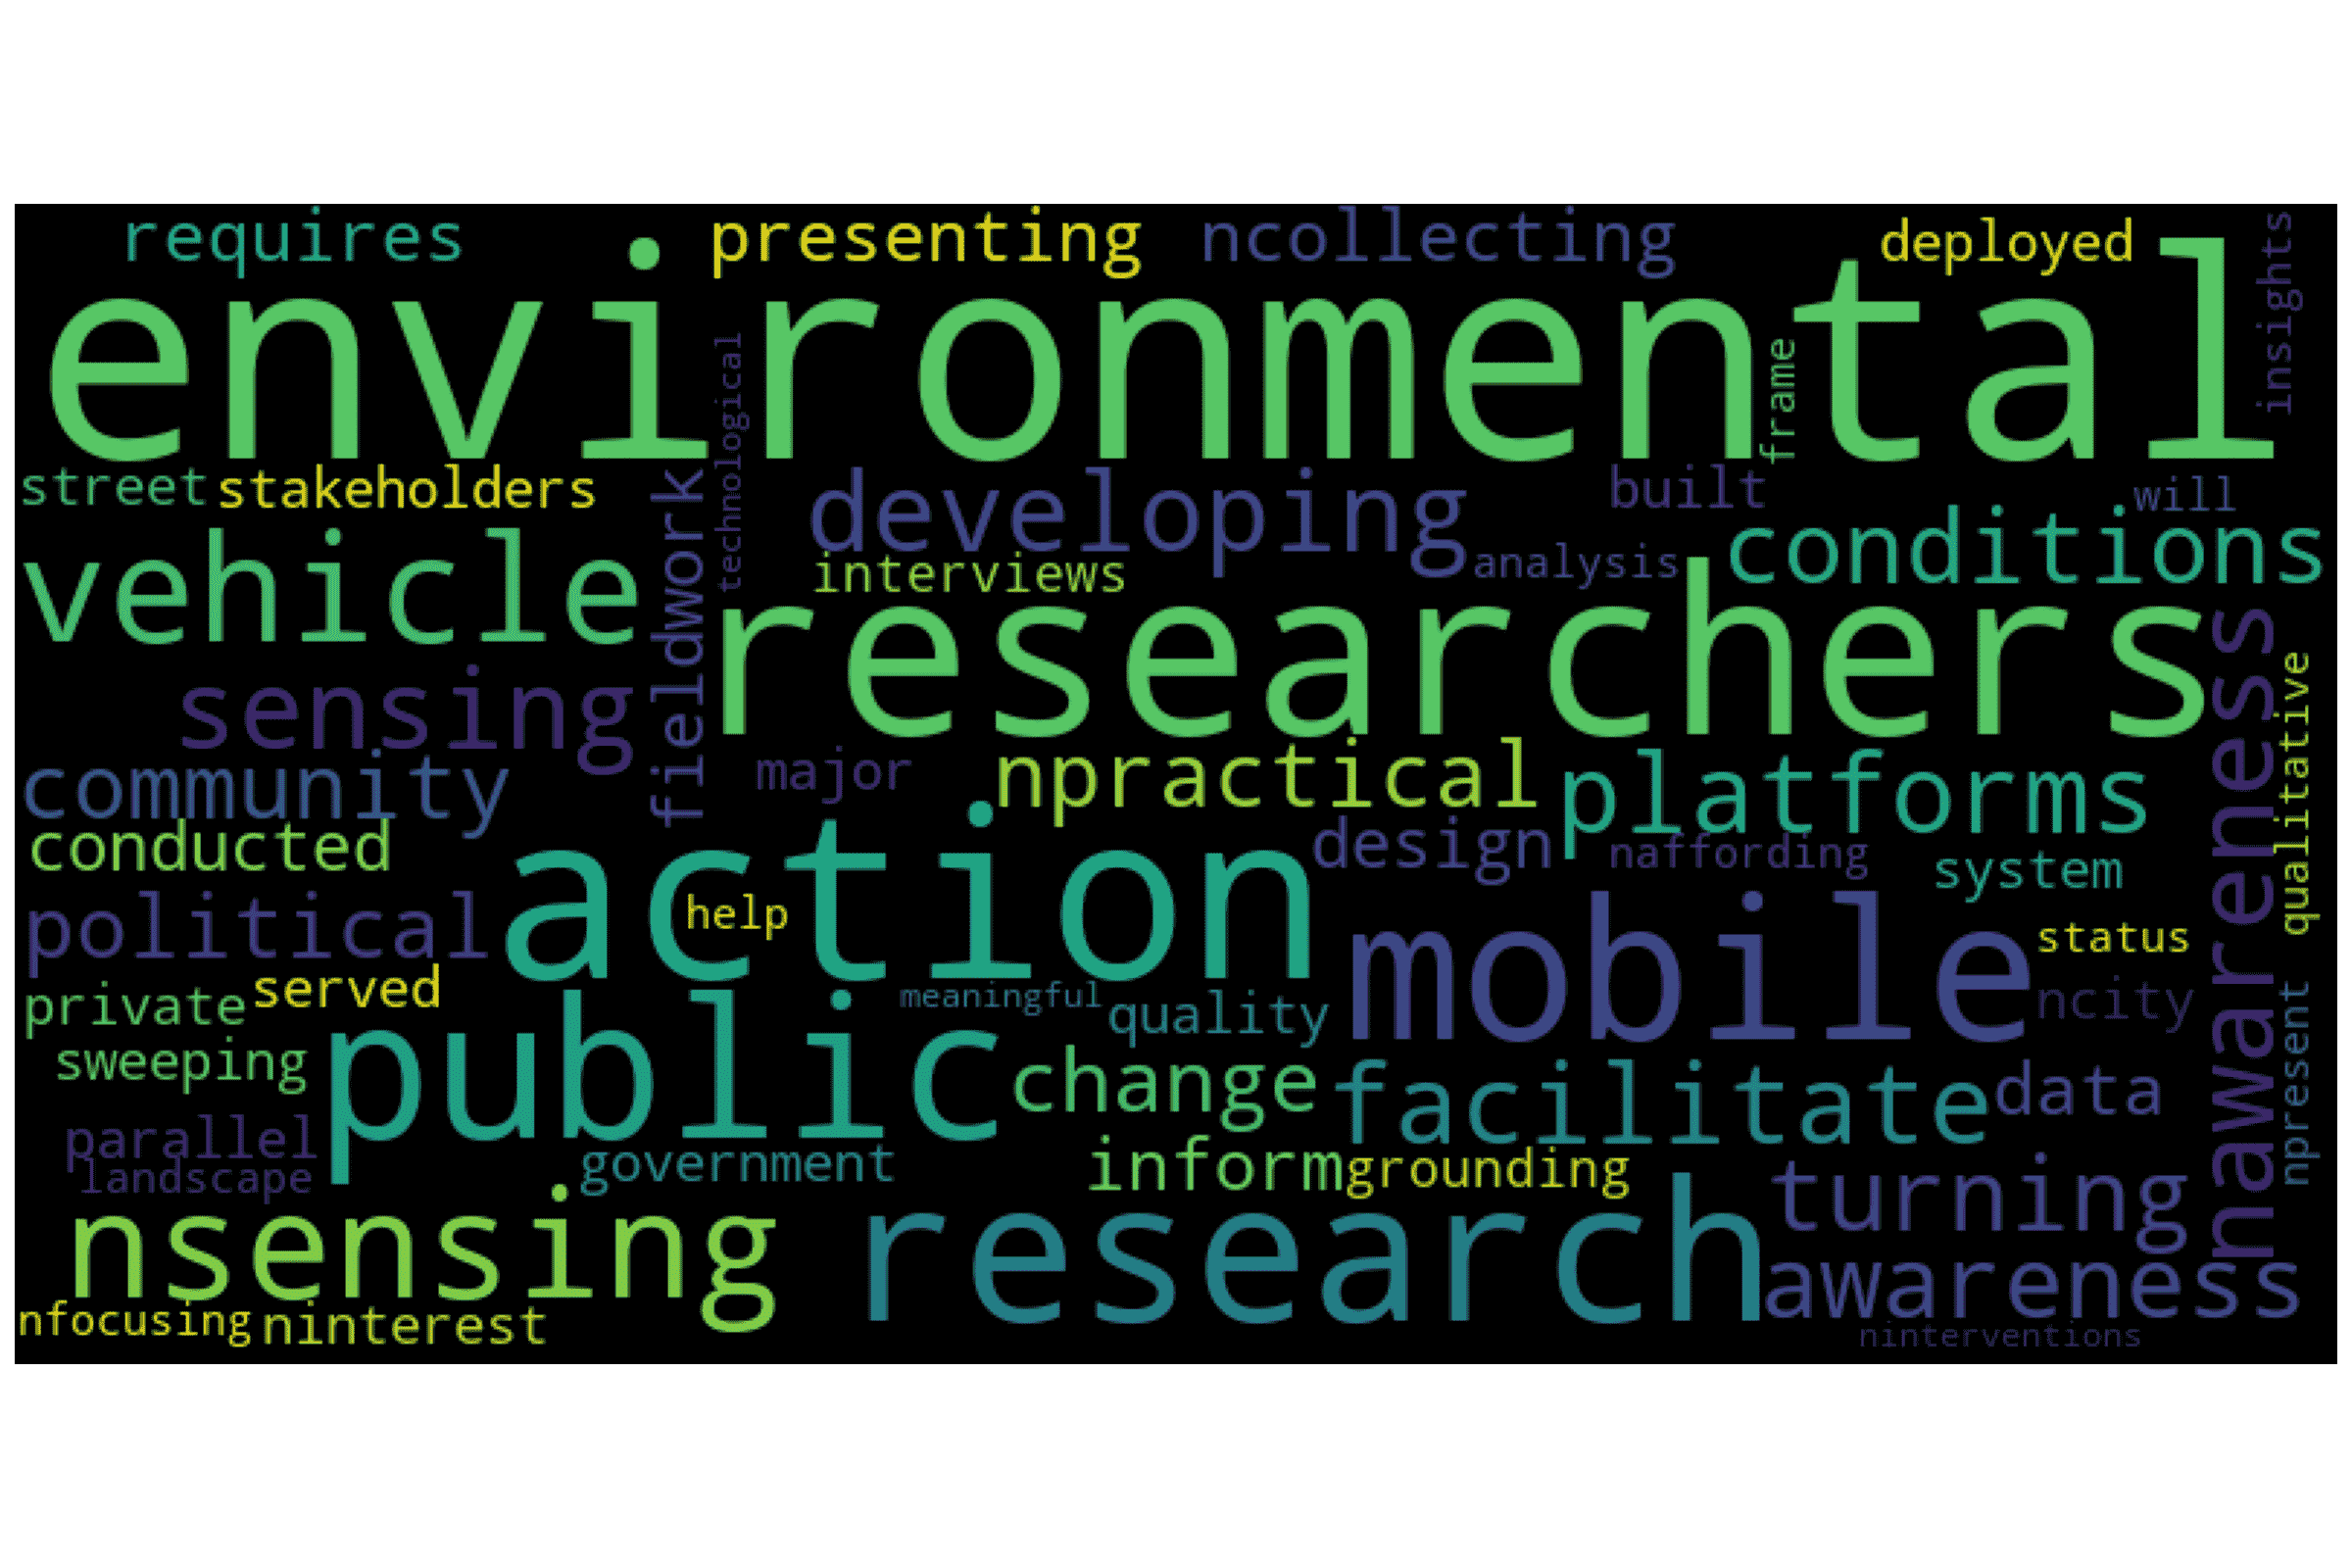 requires
presenting
ncollecting
deployed
insights
environmental
technological
frame
street
stakeholders
fieldwork
developing
built
will
vehicle
interviews
analysis
conditions
researchers
sensing
nawareness
qualitative
community
major
npractical
platforms
conducted
action
design
naffording
system
political
help
mobile
status
private
served
meaningful
quality
ncity
npresent
sweeping
public
change
facilitate
data
parallel
landscape
government
inform
grounding
turning
nsensing
research
awareness
nfocusing
ninterest
ninterventions